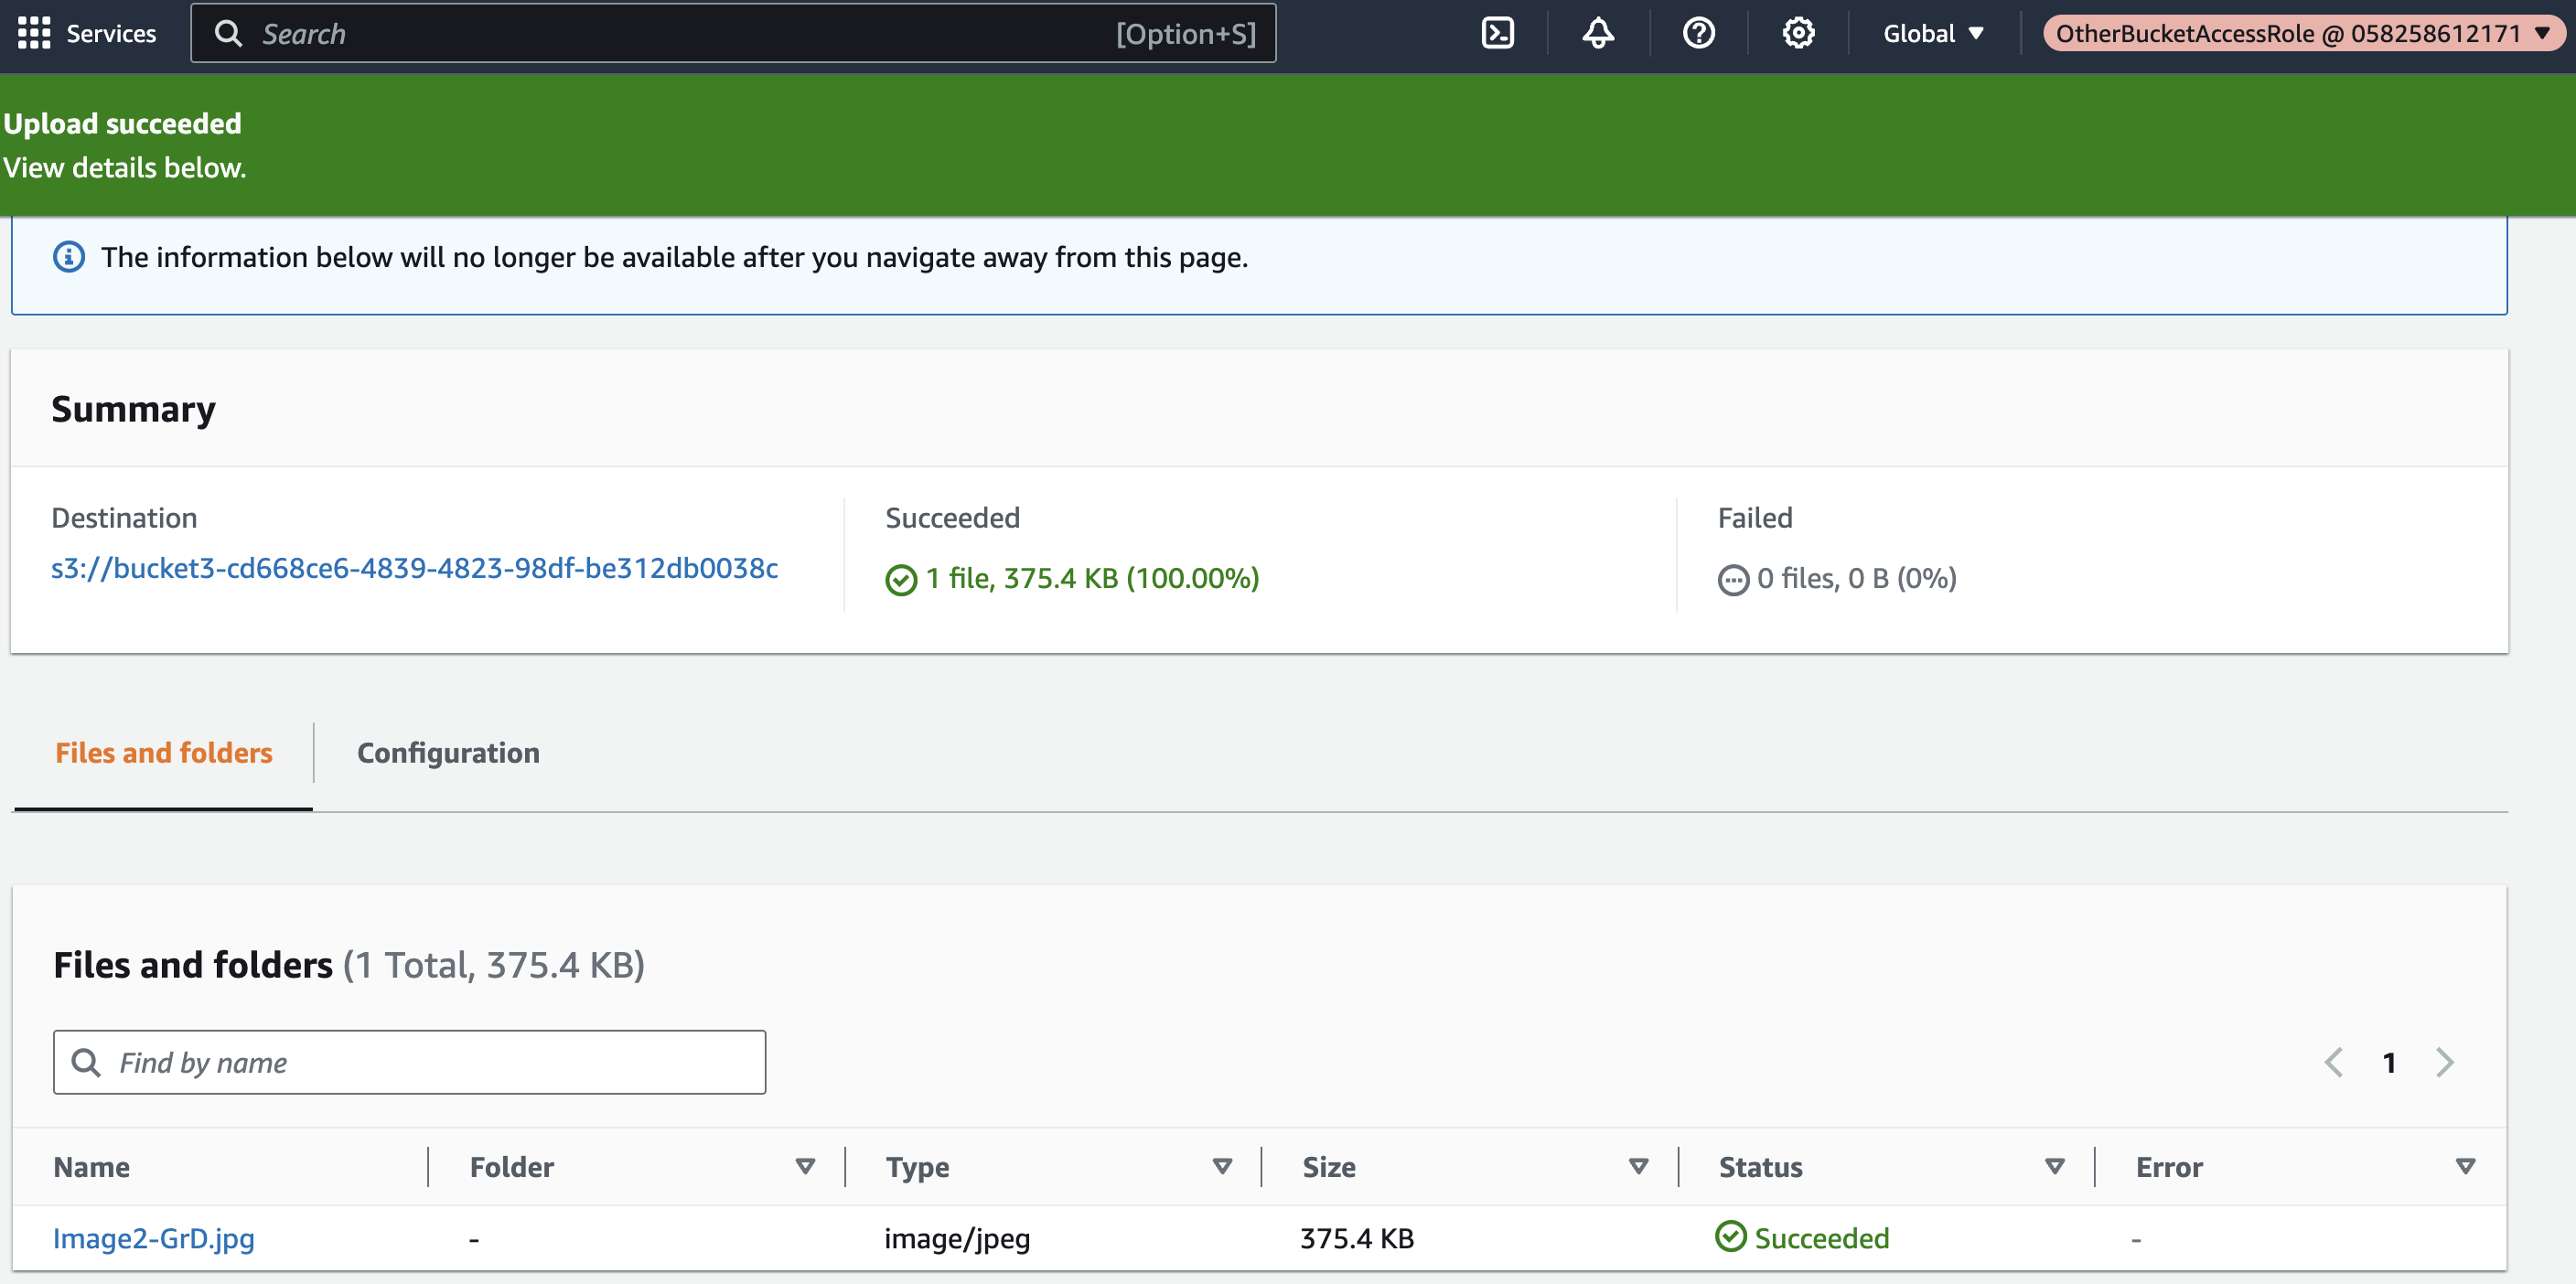 Services
Search [Option+S]
Global
OtherBucketAccessRole @ 058258612171
Upload succeeded
View details below.
The information below will no longer be available after you navigate away from this page.
Summary
Destination
s3://bucket3-cd668ce6-4839-4823-98df-be312db0038c
Succeeded
1 file, 375.4 KB (100.00%)
Failed
0 files, 0 B (0%)
Files and folders
Configuration
Files and folders (1 Total, 375.4 KB)
Find by name
1
Name Folder Type Size Status Error
Image2-GrD.jpg - image/jpeg 375.4 KB Succeeded -